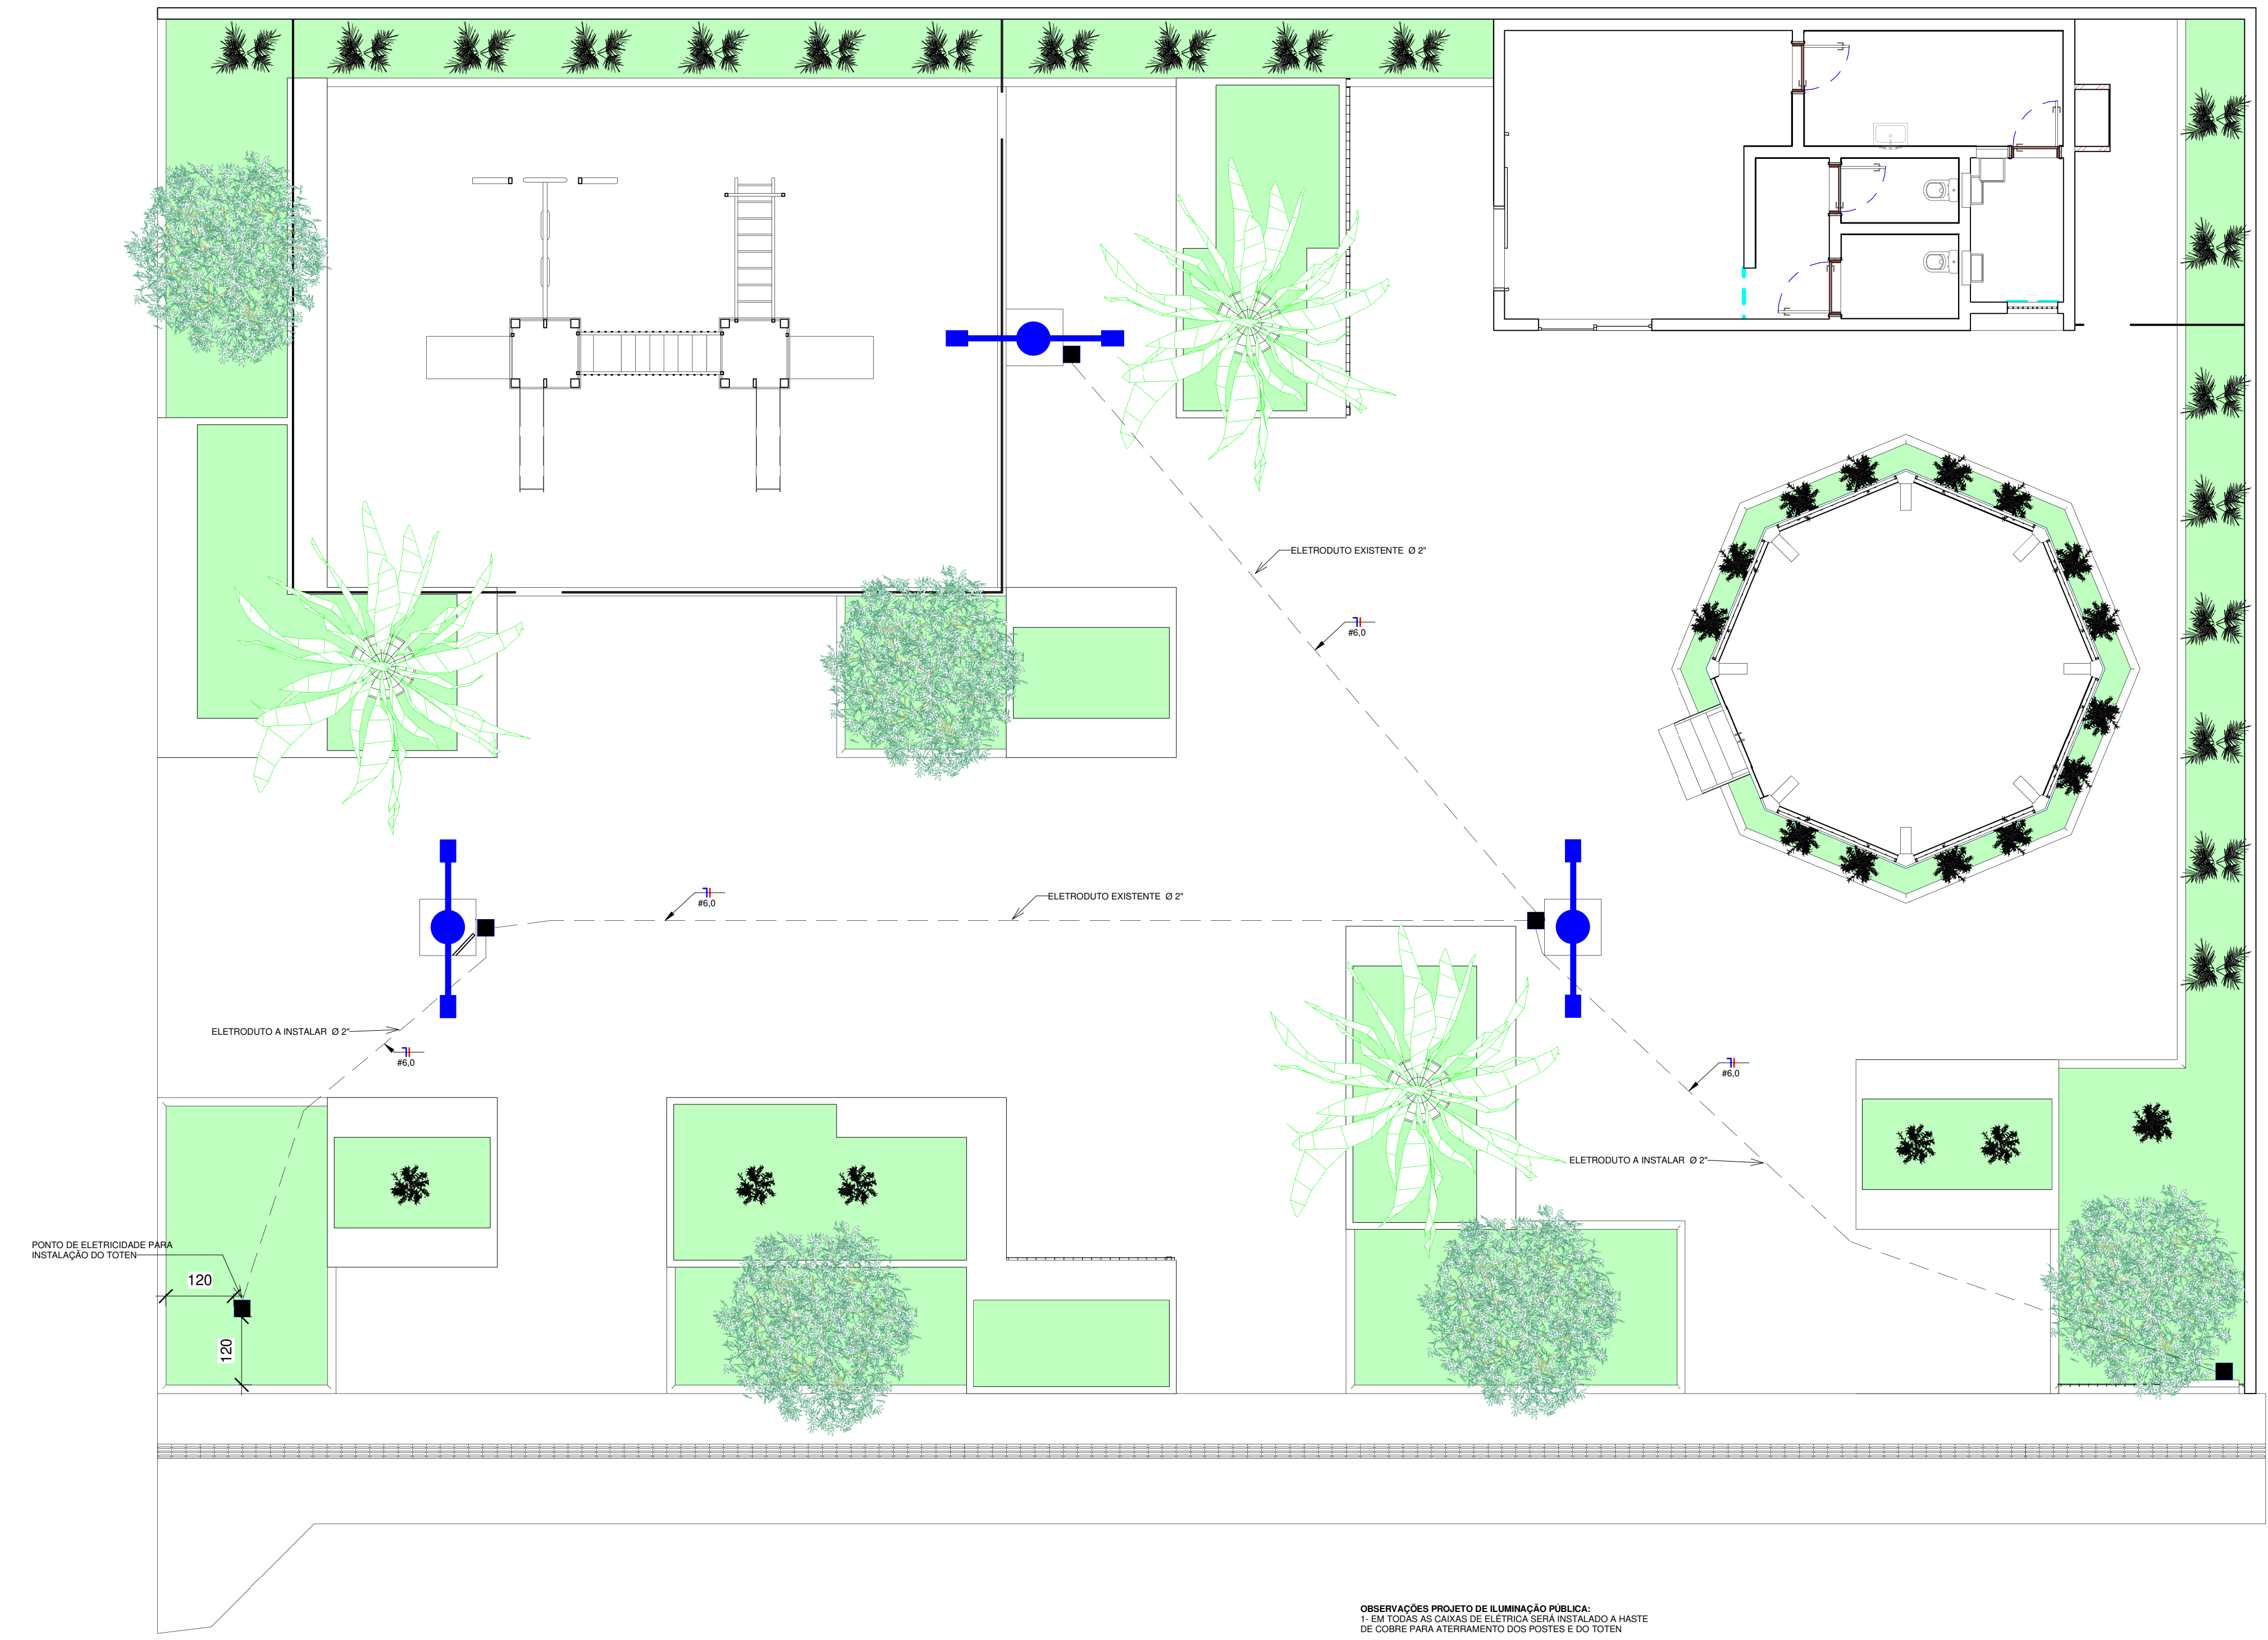 ELETRODUTO EXISTENTE Ø 2"
#6,0
#6,0
ELETRODUTO EXISTENTE Ø 2"
ELETRODUTO A INSTALAR Ø 2"
#6,0
#6,0
ELETRODUTO A INSTALAR Ø 2"
PONTO DE ELETRICIDADE PARA
INSTALAÇÃO DO TOTEN
120
120
OBSERVAÇÕES PROJETO DE ILUMINAÇÃO PÚBLICA:
1- EM TODAS AS CAIXAS DE ELÉTRICA SERÁ INSTALADO A HASTE
DE COBRE PARA ATERRAMENTO DOS POSTES E DO TOTEN